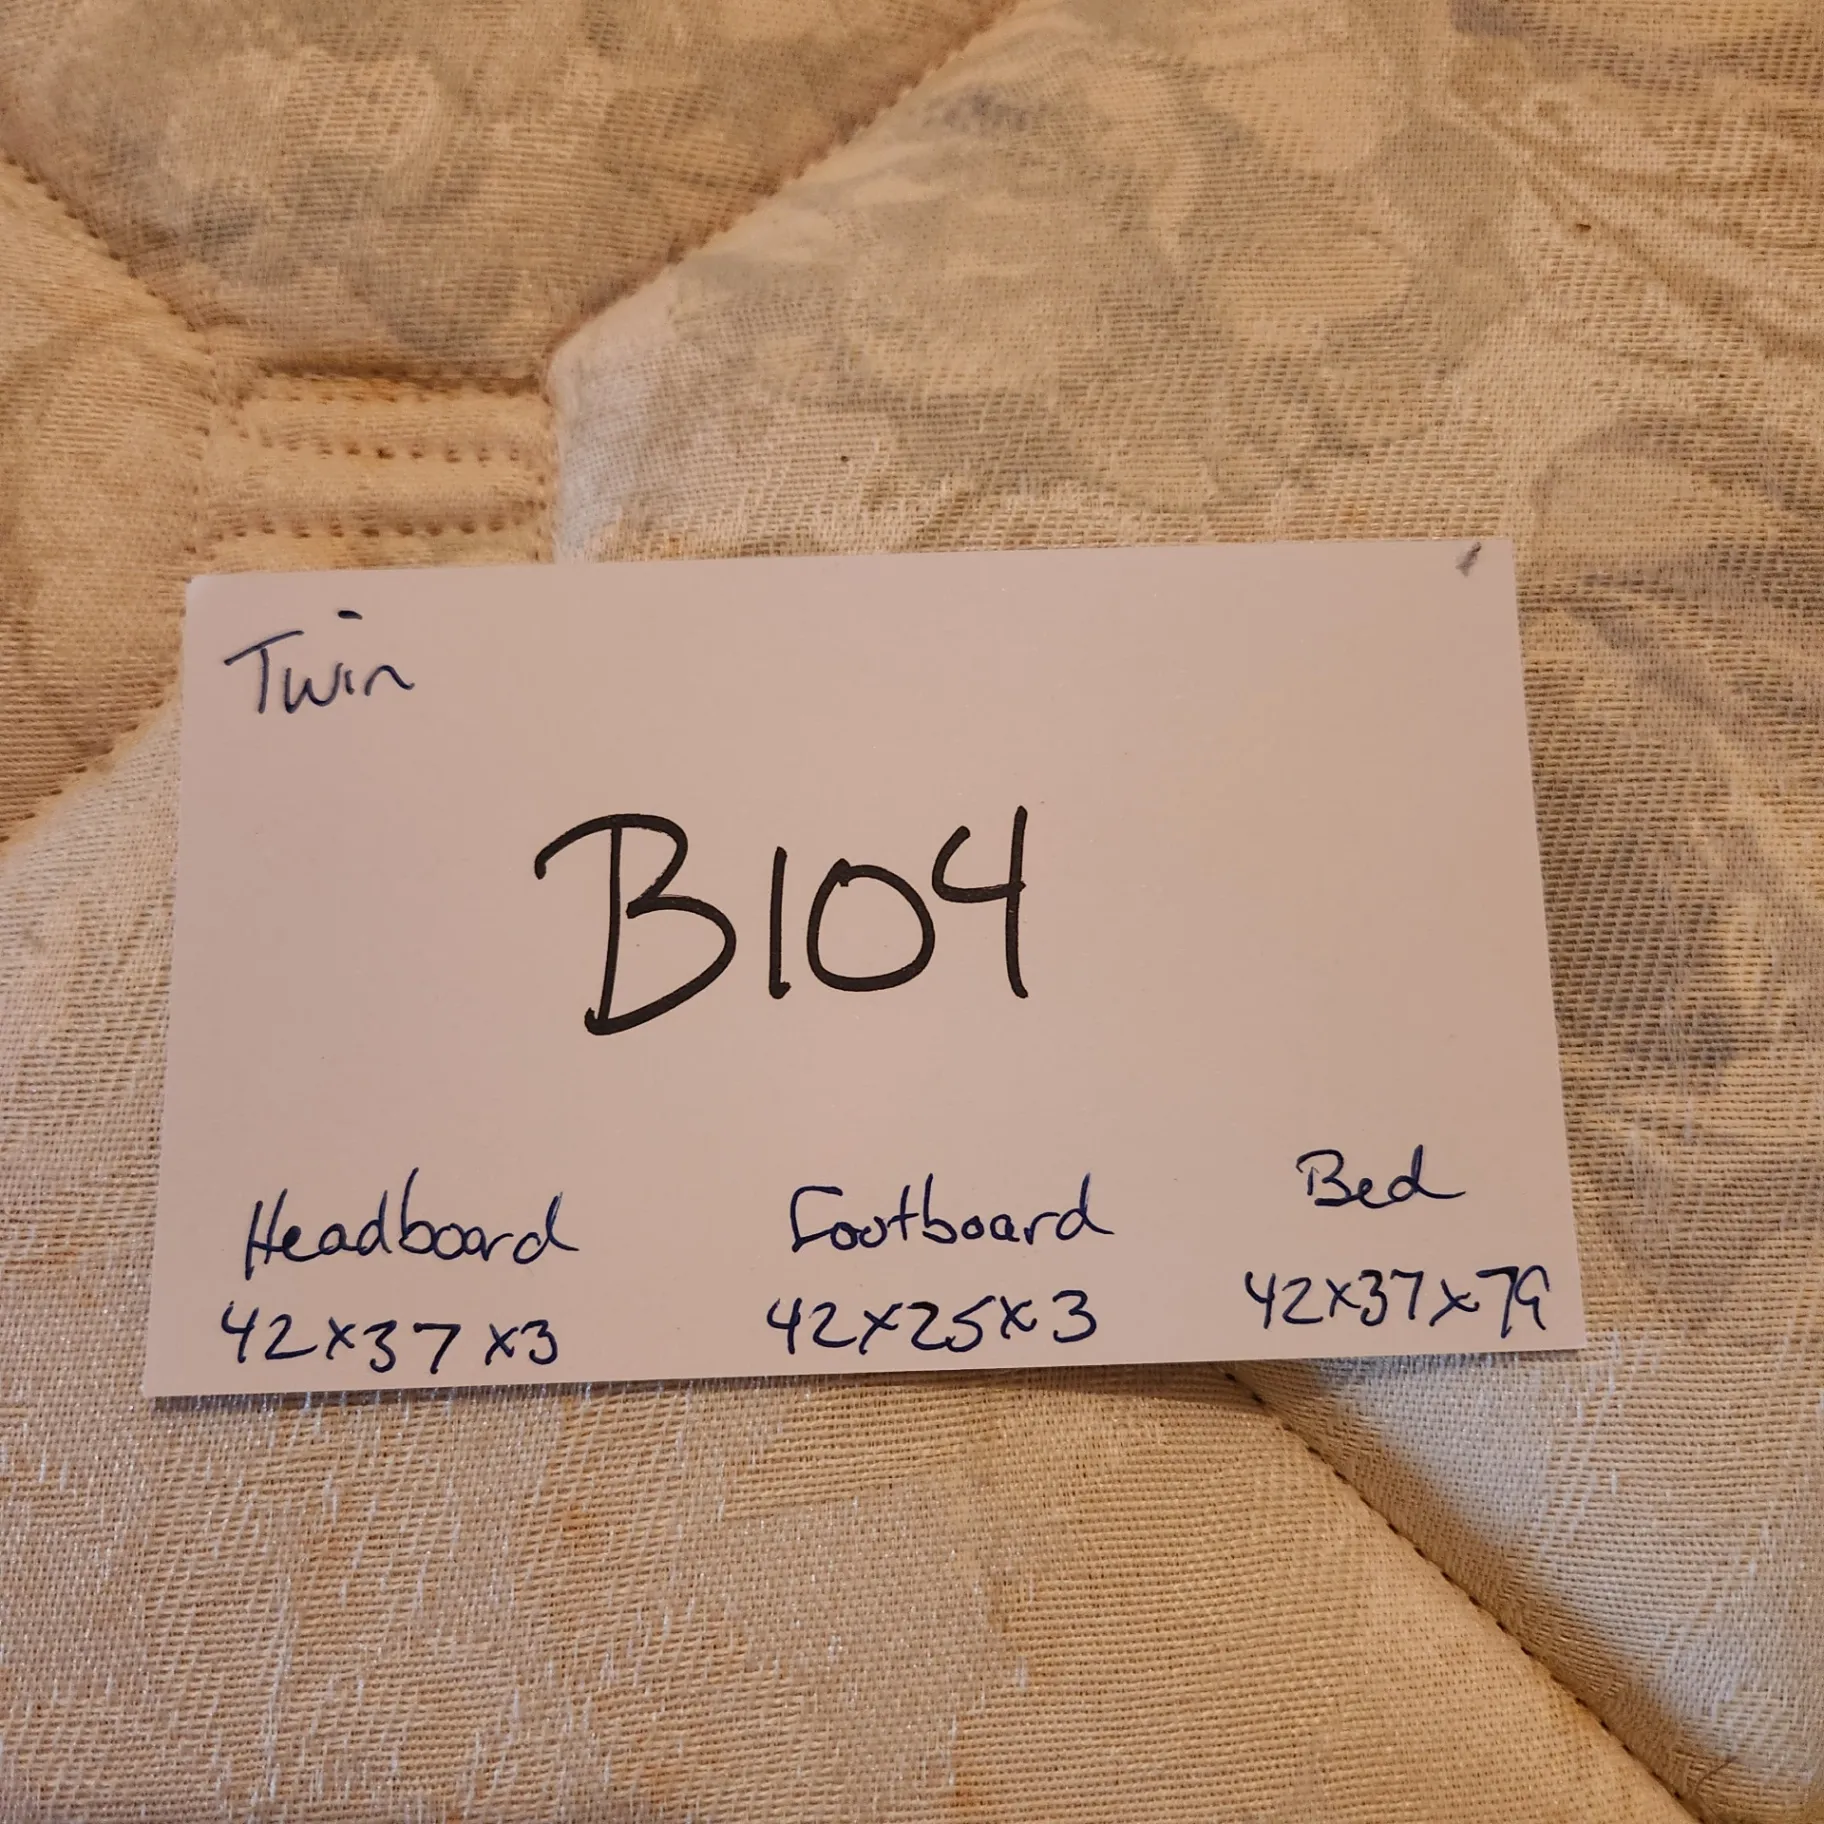 Twin
B104
Headboard Footboard Bed
42x37x3 42x25x3 42x37x79